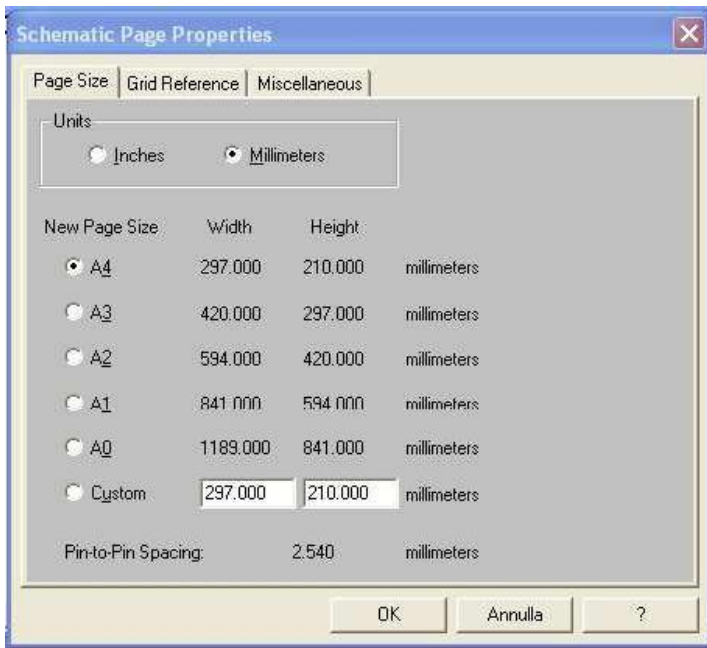 Schematic Page Properties
Page Size Grid Reference Miscellaneous
Units
Inches Millimeters
New Page Size Width Height
A4 297.000 210.000 millimeters
A3 420.000 297.000 millimeters
A2 594.000 420.000 millimeters
A1 841.000 594.000 millimeters
A0 1189.000 841.000 millimeters
Custom 297.000 210.000 millimeters
Pin-to-Pin Spacing: 2.540 millimeters
OK Annulla ?